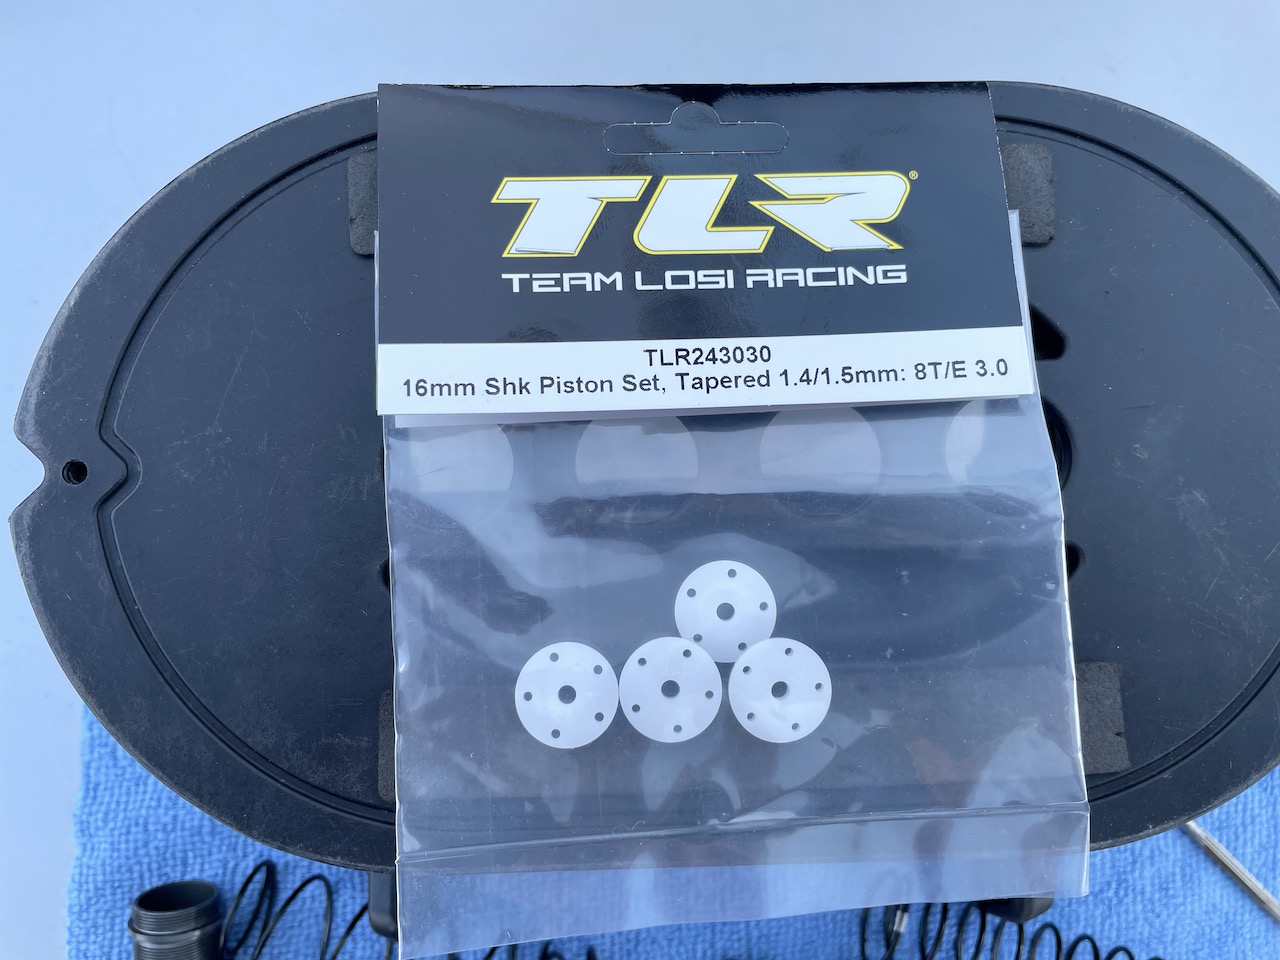 TLR®
TEAM LOSI RACING
TLR243030
16mm Shk Piston Set, Tapered 1.4/1.5mm: 8T/E 3.0